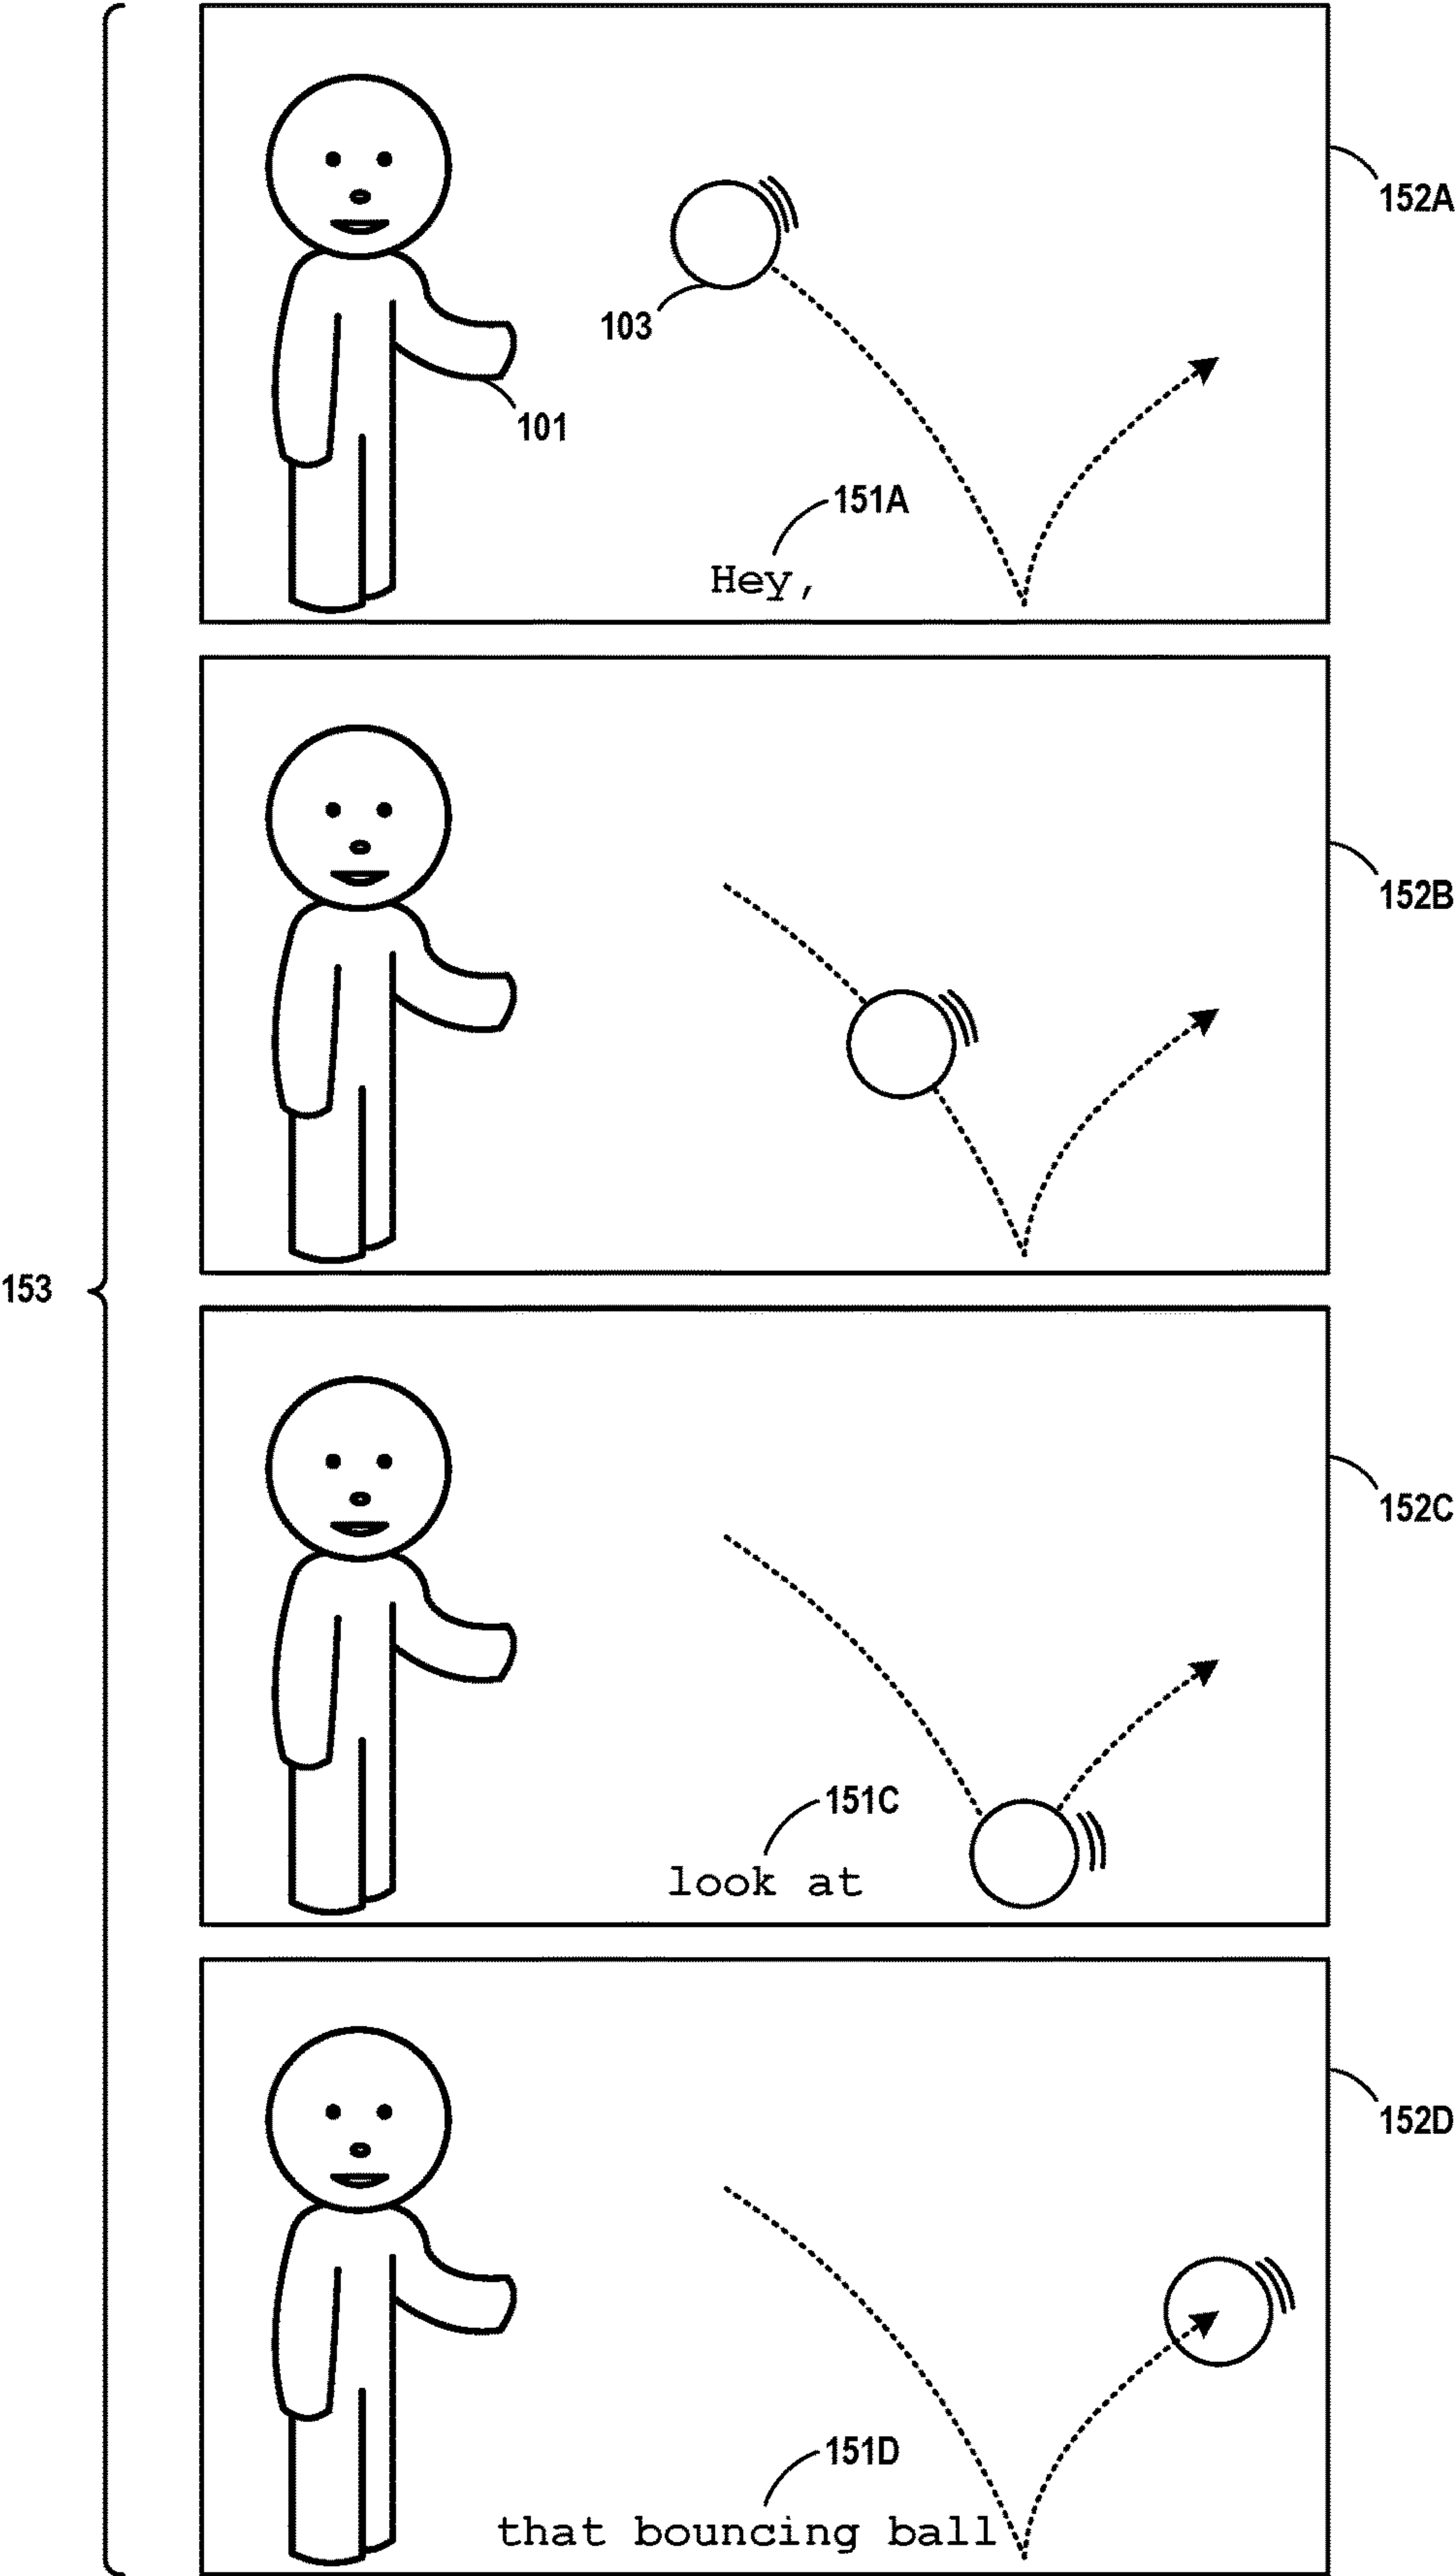 152A
103
101
151A
Hey,
152B
153
152C
151C
look at
152D
151D
that bouncing ball